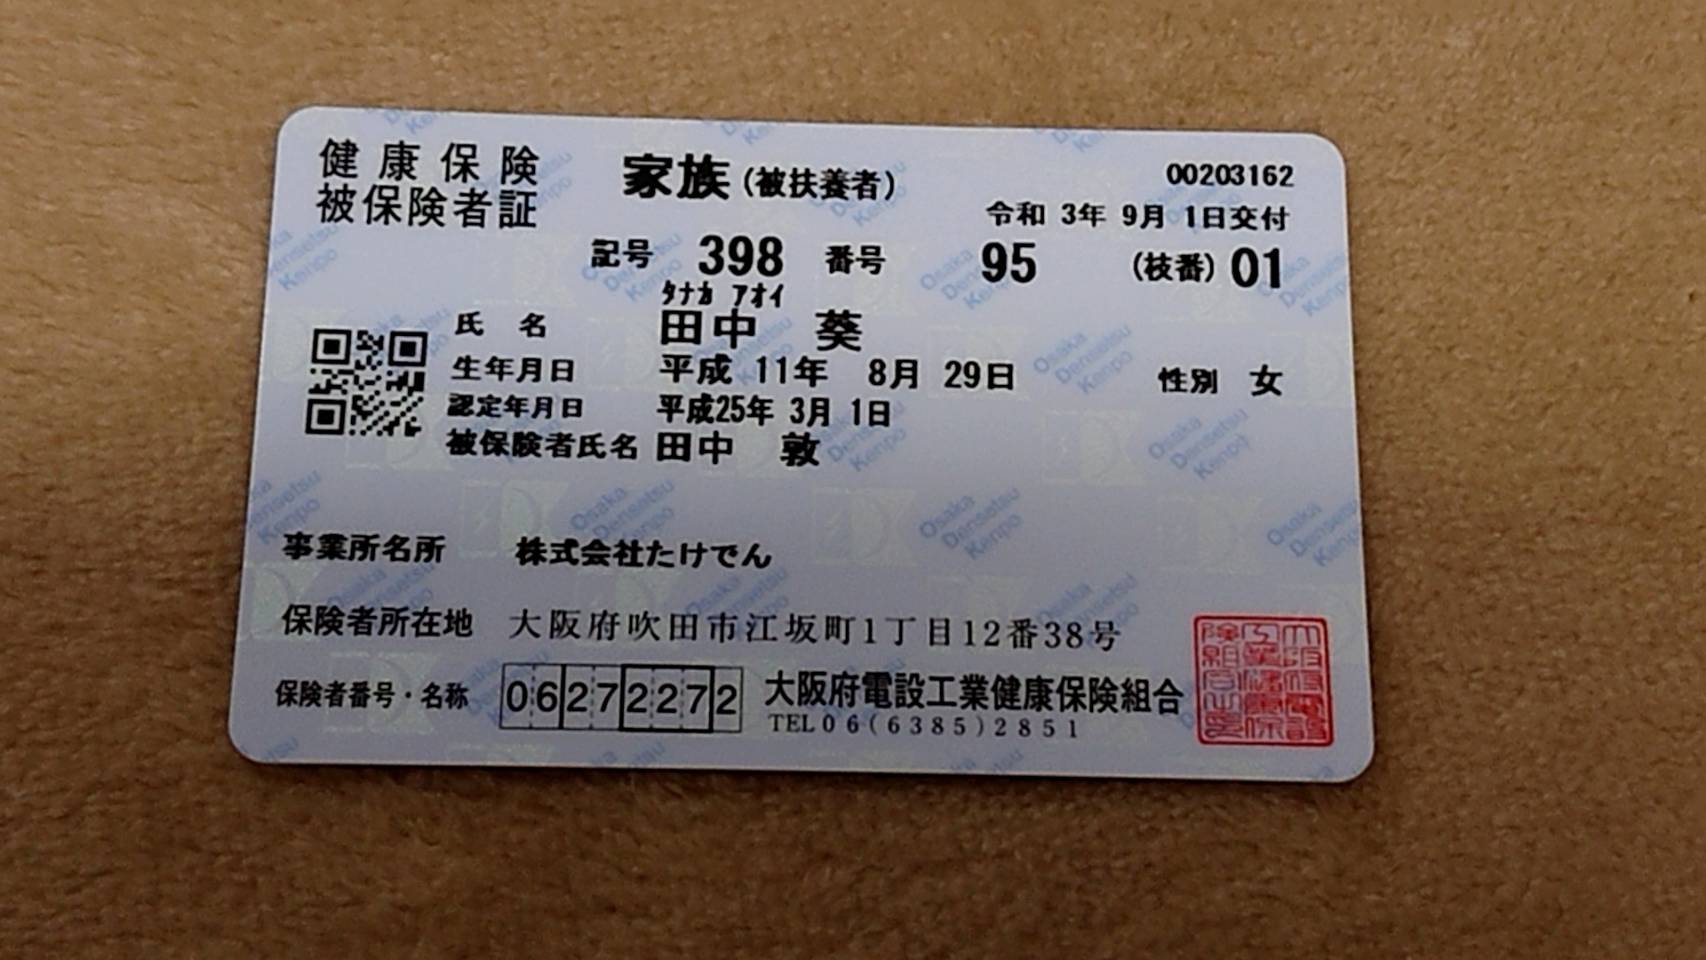 健康保険 家族(被扶養者) 00203162
被保険者証 令和 3年 9月 1日交付
記号 398 番号 95 (枝番) 01
タナカ アオイ
氏名 田中 葵
生年月日 平成 11年 8月 29日 性別 女
認定年月日 平成25年 3月 1日
被保険者氏名 田中 敦
事業所名所 株式会社たけでん
保険者所在地 大阪府吹田市江坂町1丁目12番38号
保険者番号・名称 06272272 大阪府電設工業健康保険組合
TEL06(6385)2851
Osaka Densetsu Kenpo